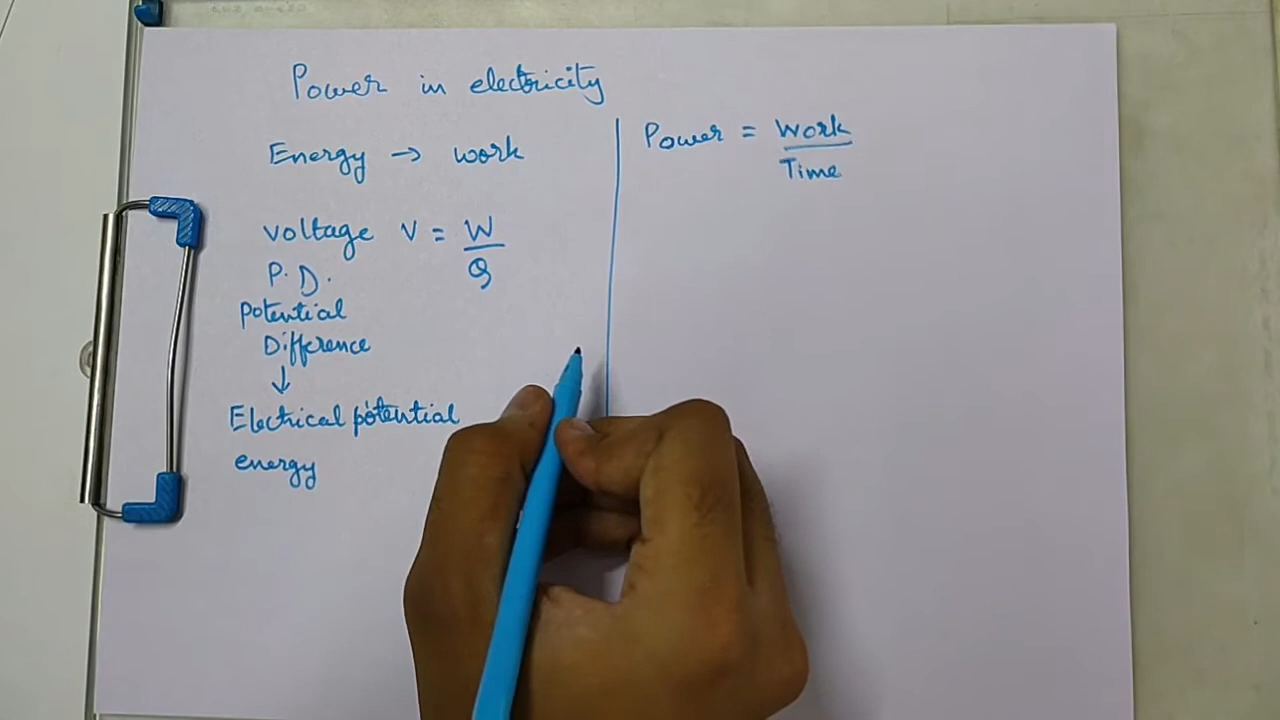 Power in electricity
Energy → work
voltage V = W
Q
P.D.
potential
Difference
↓
Electrical potential
energy
Power = Work
Time